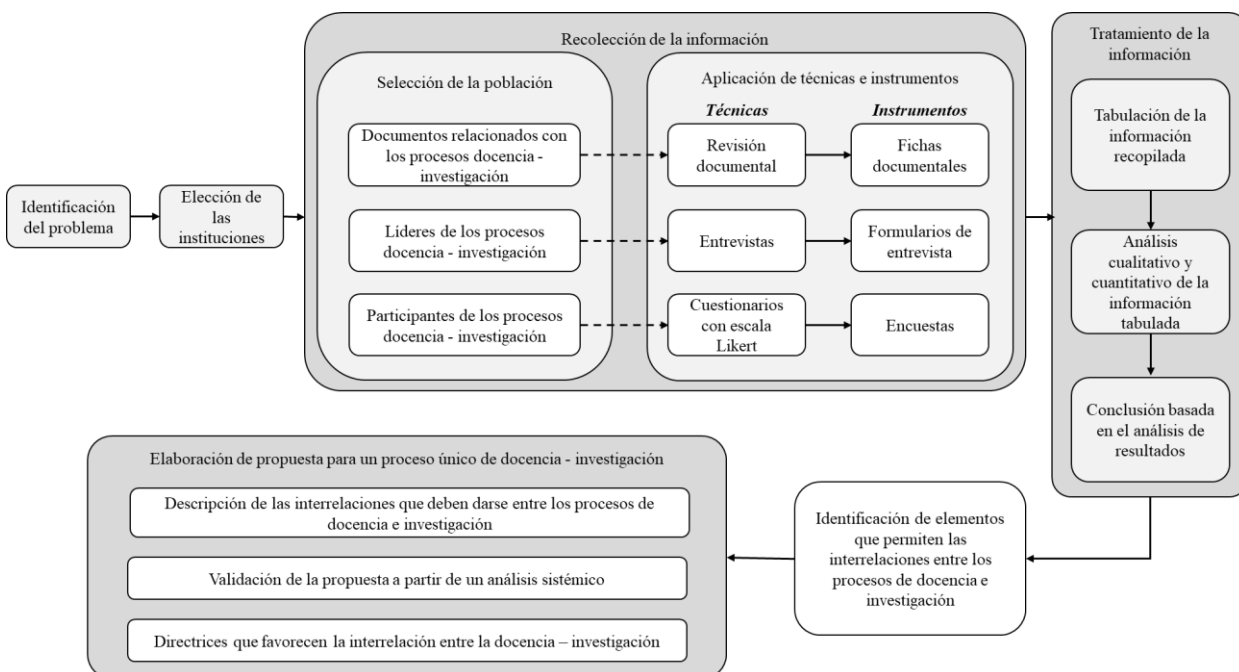 Identificación
del problema
Elección de
las
instituciones
Recolección de la información
Selección de la población
Documentos relacionados con
los procesos docencia -
investigación
Líderes de los procesos
docencia - investigación
Participantes de los procesos
docencia - investigación
Aplicación de técnicas e instrumentos
Técnicas
Instrumentos
Revisión
documental
Fichas
documentales
Entrevistas
Formularios de
entrevista
Cuestionarios
con escala
Likert
Encuestas
Tratamiento de la
información
Tabulación de la
información
recopilada
Análisis
cualitativo y
cuantitativo de la
información
tabulada
Conclusión basada
en el análisis de
resultados
Identificación de elementos
que permiten las
interrelaciones entre los
procesos de docencia e
investigación
Elaboración de propuesta para un proceso único de docencia - investigación
Descripción de las interrelaciones que deben darse entre los procesos de
docencia e investigación
Validación de la propuesta a partir de un análisis sistémico
Directrices que favorecen la interrelación entre la docencia – investigación